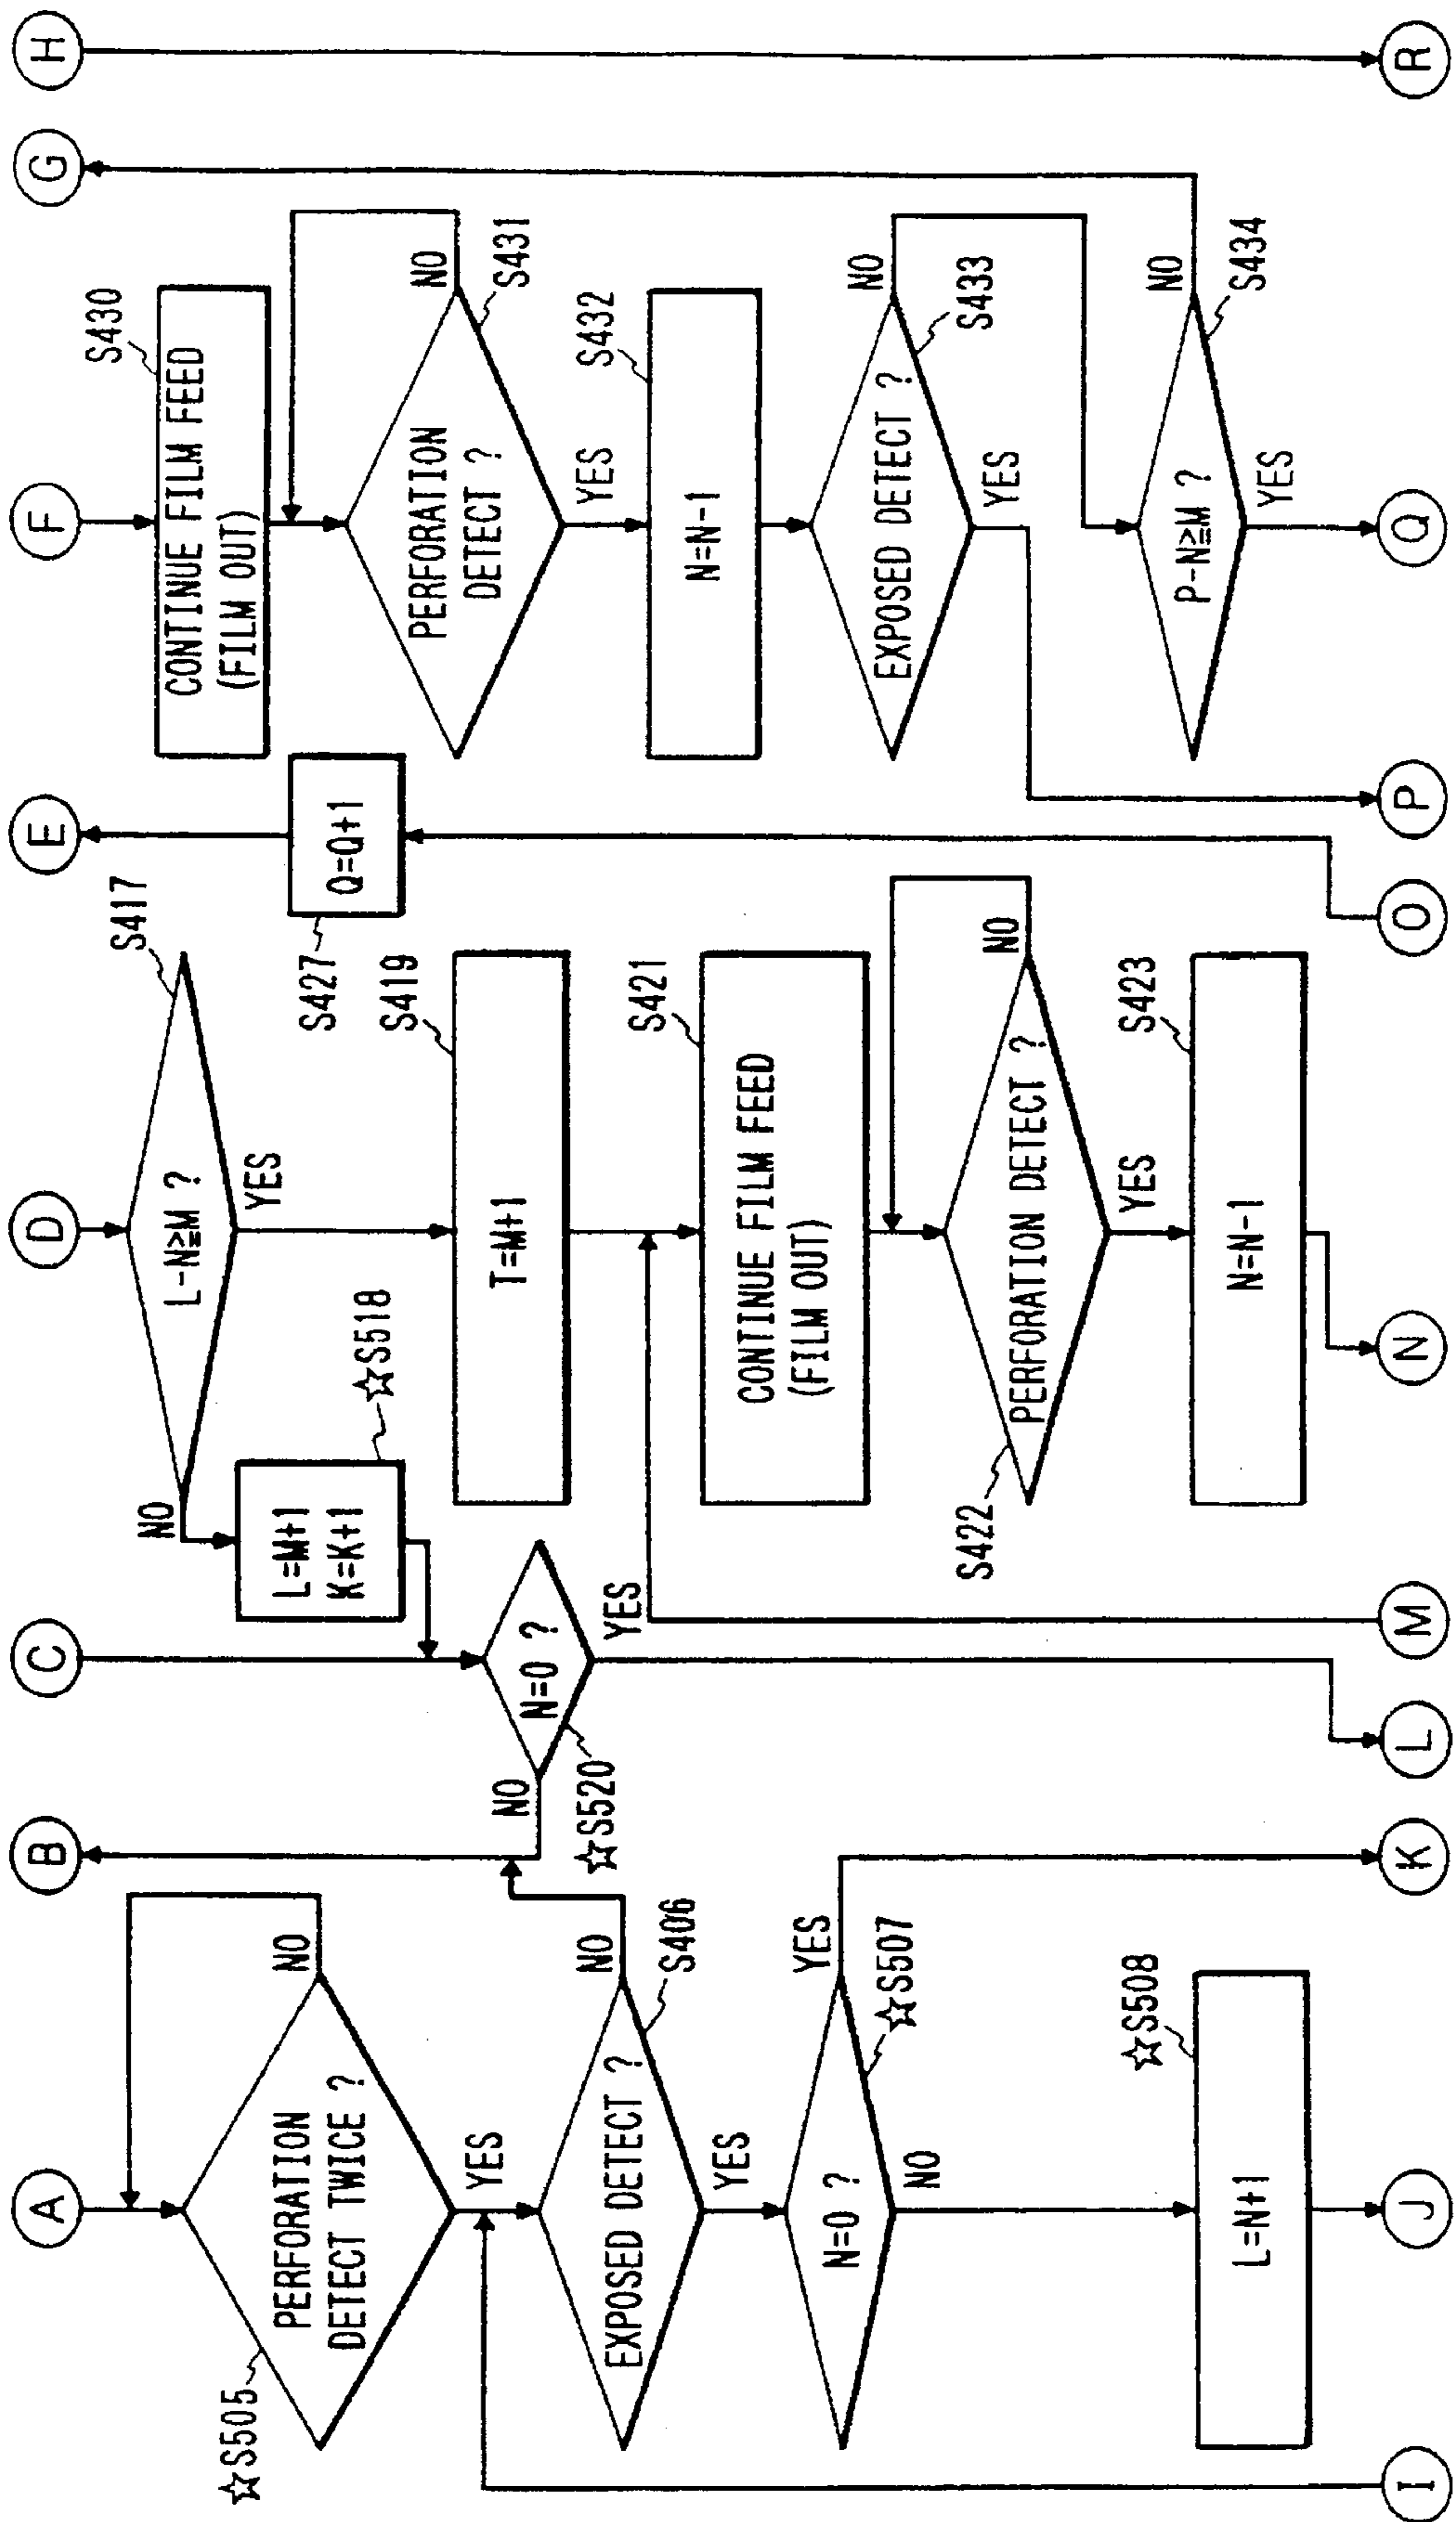 A
☆S505
PERFORATION
DETECT TWICE ?
NO
YES
EXPOSED DETECT ?
NO
S406
YES
N=0 ?
YES
☆S507
NO
☆S508
L=N+1
J
I
B
K
C
NO
N=0 ?
☆S520
YES
L
D
L-N≧M ?
S417
NO
YES
L=M+1
K=K+1
☆S518
S419
T=M+1
S421
CONTINUE FILM FEED
(FILM OUT)
PERFORATION DETECT ?
S422
NO
YES
S423
N=N-1
N
M
E
Q=Q+1
S427
O
F
S430
CONTINUE FILM FEED
(FILM OUT)
PERFORATION
DETECT ?
NO
S431
YES
S432
N=N-1
EXPOSED DETECT ?
NO
S433
YES
P
P-N≧M ?
NO
S434
YES
Q
G
H
R